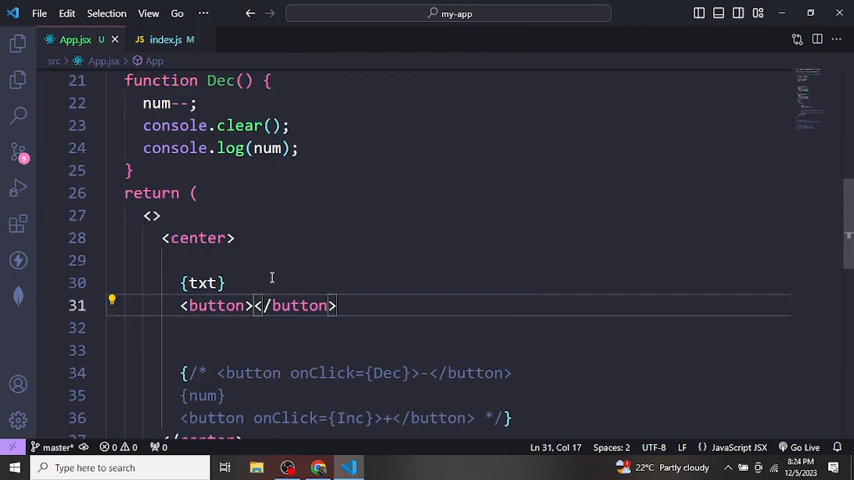 File Edit Selection View Go ··· my-app
App.jsx U × JS index.js M
src > App.jsx > App
21 function Dec() {
22 num--;
23 console.clear();
24 console.log(num);
25 }
26 return (
27 <>
28 <center>
29
30 {txt}
31 <button></button>
32
33
34 {/* <button onClick={Dec}>-</button>
35 {num}
36 <button onClick={Inc}>+</button> */}
9
master* 0 0 0 Ln 31, Col 17 Spaces: 2 UTF-8 LF {} JavaScript JSX Go Live
Type here to search 22°C Partly cloudy 8:24 PM
12/5/2023